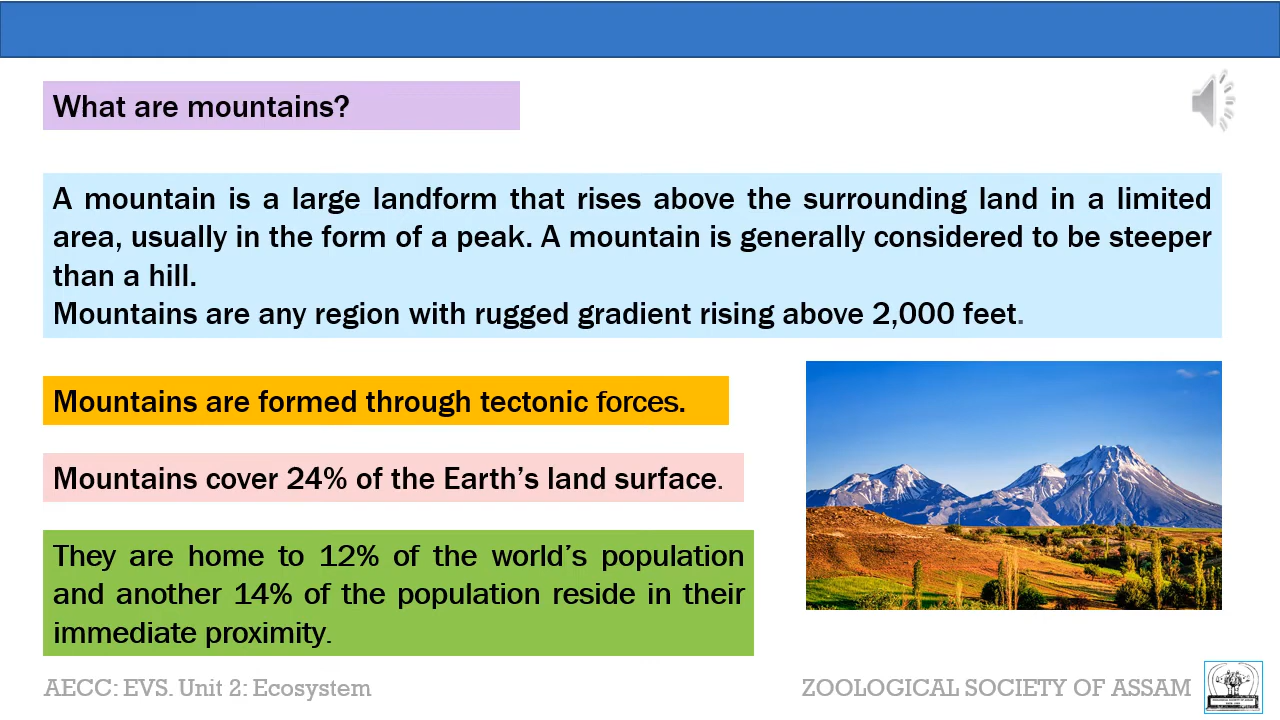 What are mountains?
A mountain is a large landform that rises above the surrounding land in a limited
area, usually in the form of a peak. A mountain is generally considered to be steeper
than a hill.
Mountains are any region with rugged gradient rising above 2,000 feet.
Mountains are formed through tectonic forces.
Mountains cover 24% of the Earth’s land surface.
They are home to 12% of the world’s population
and another 14% of the population reside in their
immediate proximity.
AECC: EVS. Unit 2: Ecosystem
ZOOLOGICAL SOCIETY OF ASSAM